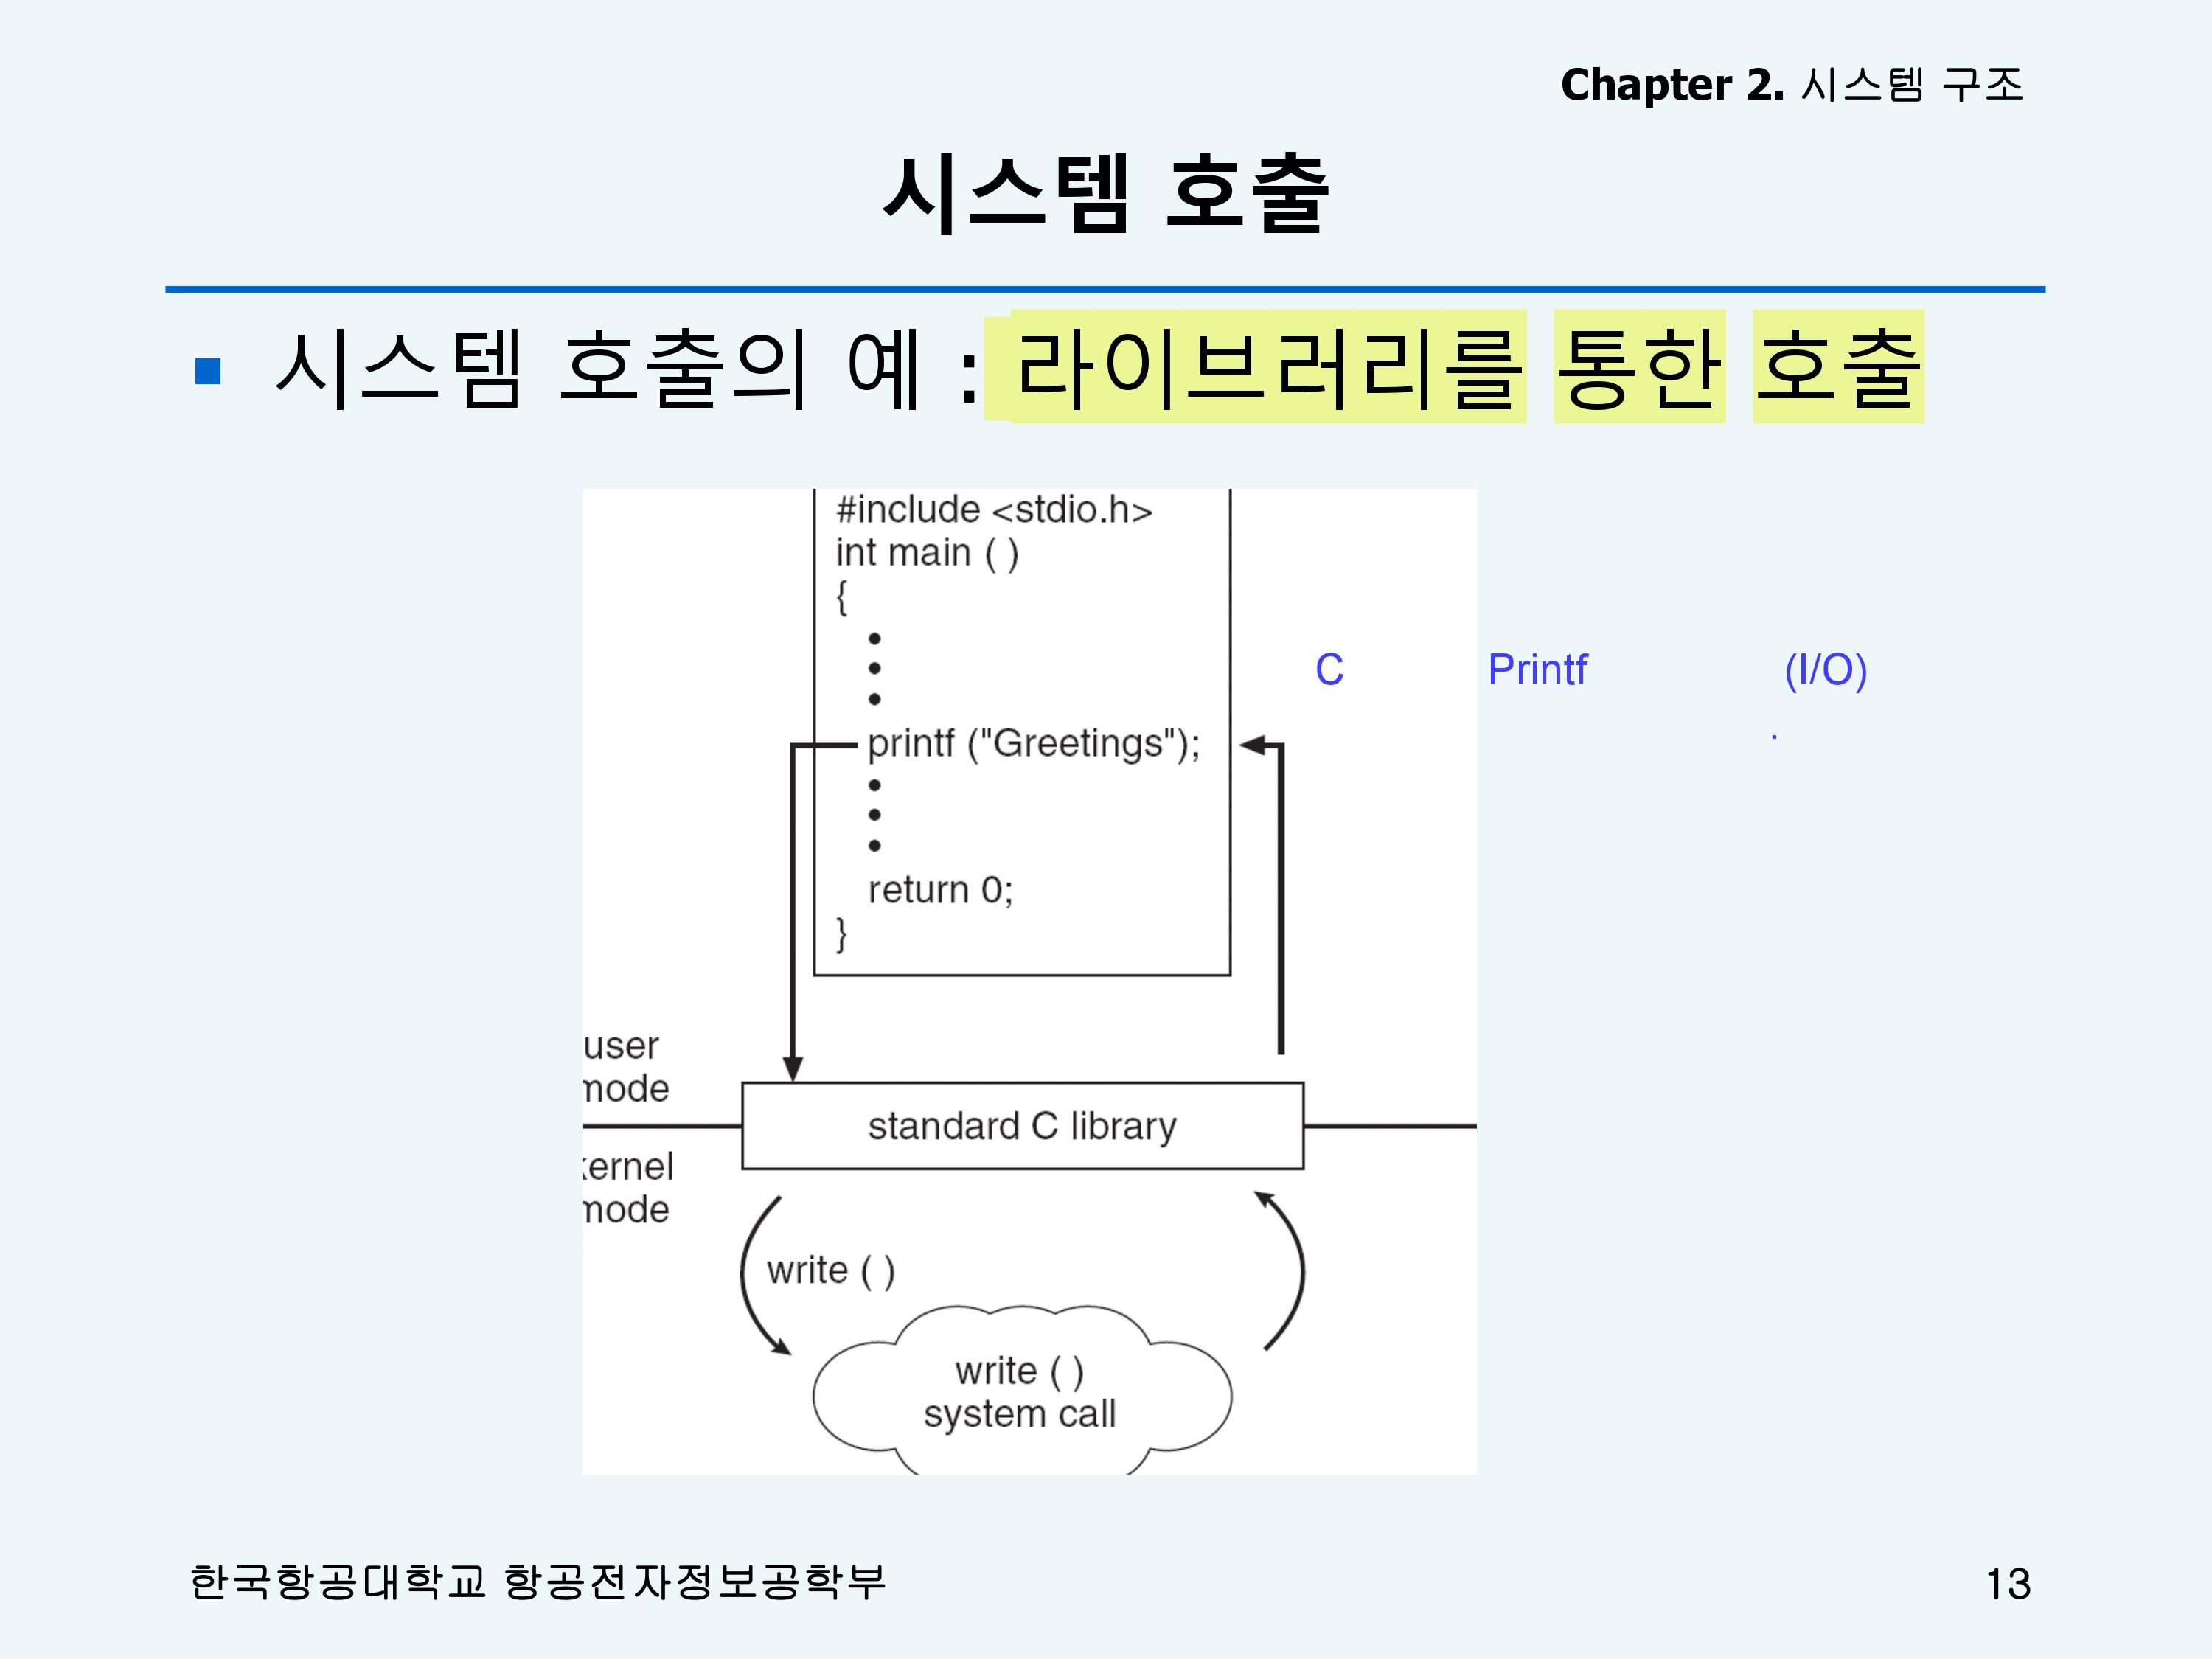 Chapter 2. 시스템 구조
시스템 호출
시스템 호출의 예 : 라이브러리를 통한 호출
#include <stdio.h>
int main ( )
{
C Printf (I/O)
.
printf ("Greetings");
return 0;
}
user
mode
standard C library
kernel
mode
write ( )
write ( )
system call
한국항공대학교 항공전자정보공학부
13